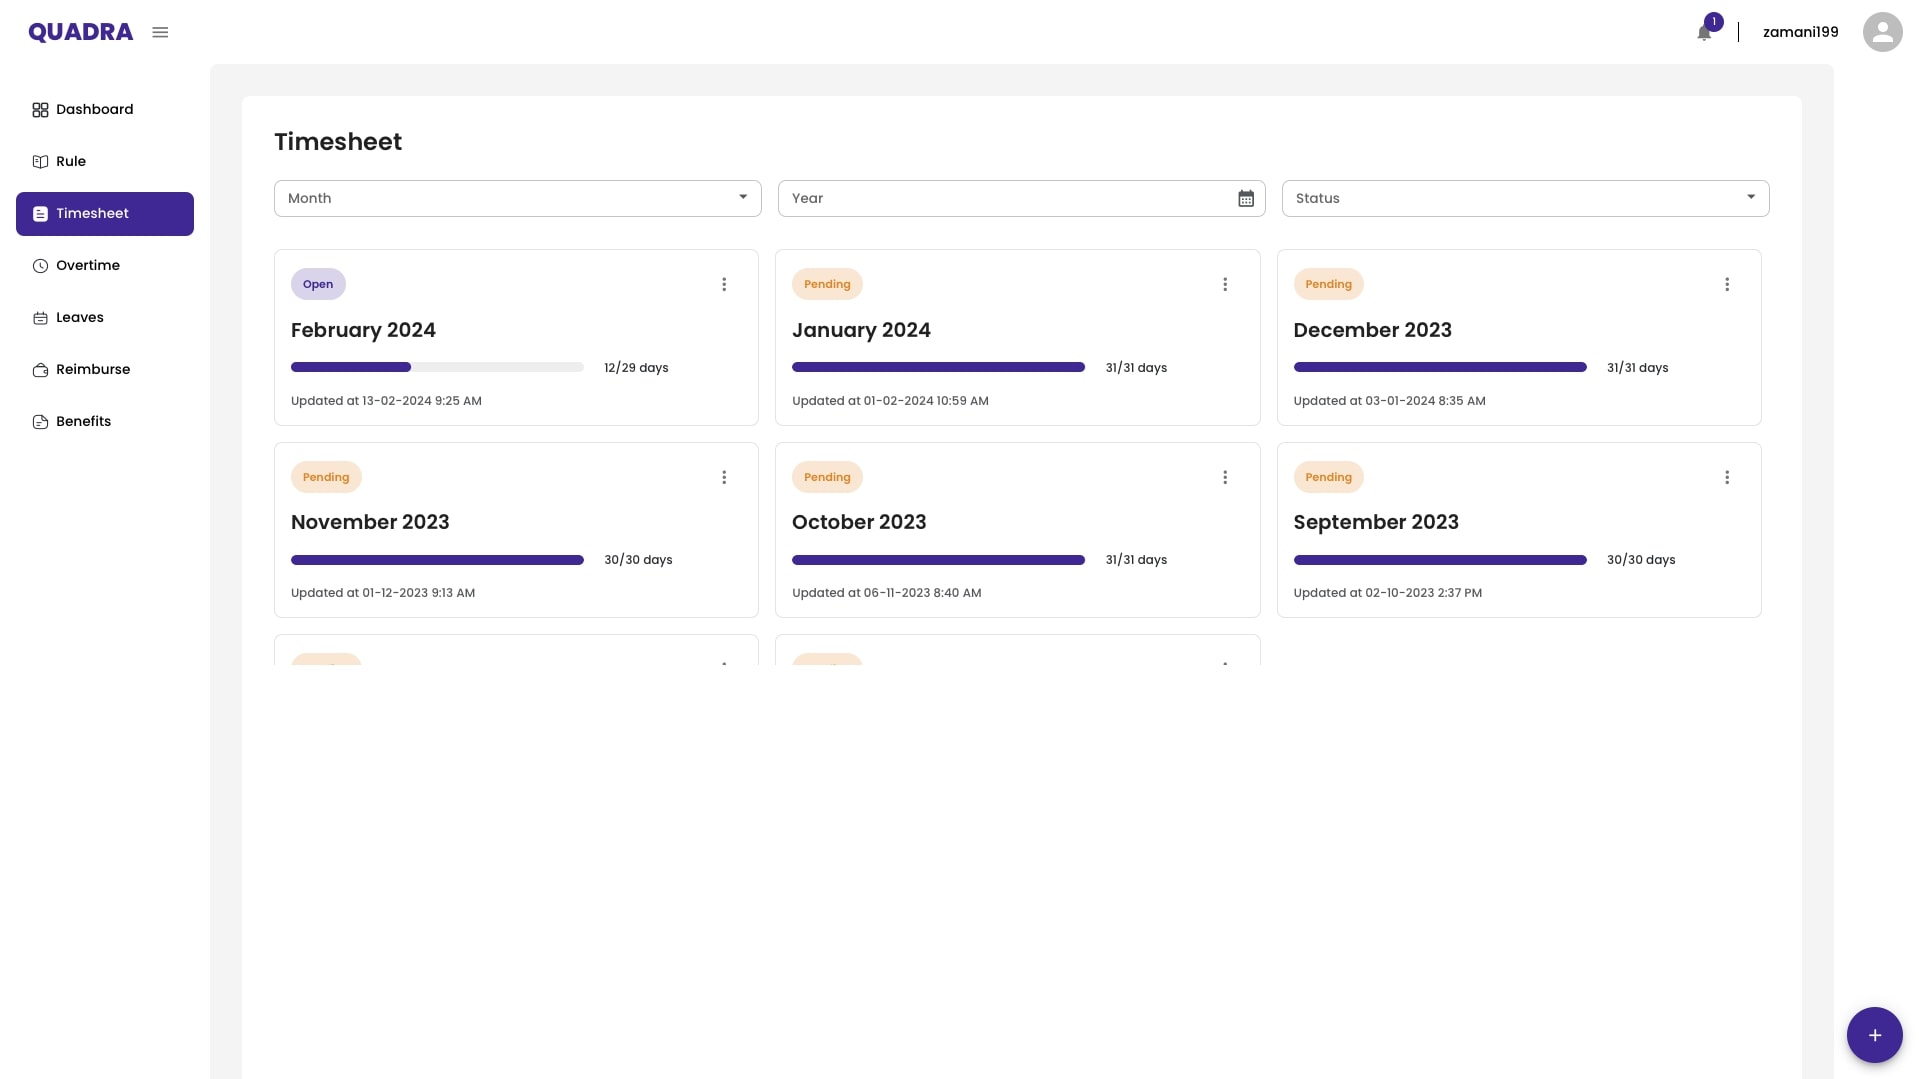 QUADRA
1
zamani199
Dashboard
Rule
Timesheet
Overtime
Leaves
Reimburse
Benefits
Timesheet
Month
Year
Status
Open
February 2024
12/29 days
Updated at 13-02-2024 9:25 AM
Pending
January 2024
31/31 days
Updated at 01-02-2024 10:59 AM
Pending
December 2023
31/31 days
Updated at 03-01-2024 8:35 AM
Pending
November 2023
30/30 days
Updated at 01-12-2023 9:13 AM
Pending
October 2023
31/31 days
Updated at 06-11-2023 8:40 AM
Pending
September 2023
30/30 days
Updated at 02-10-2023 2:37 PM